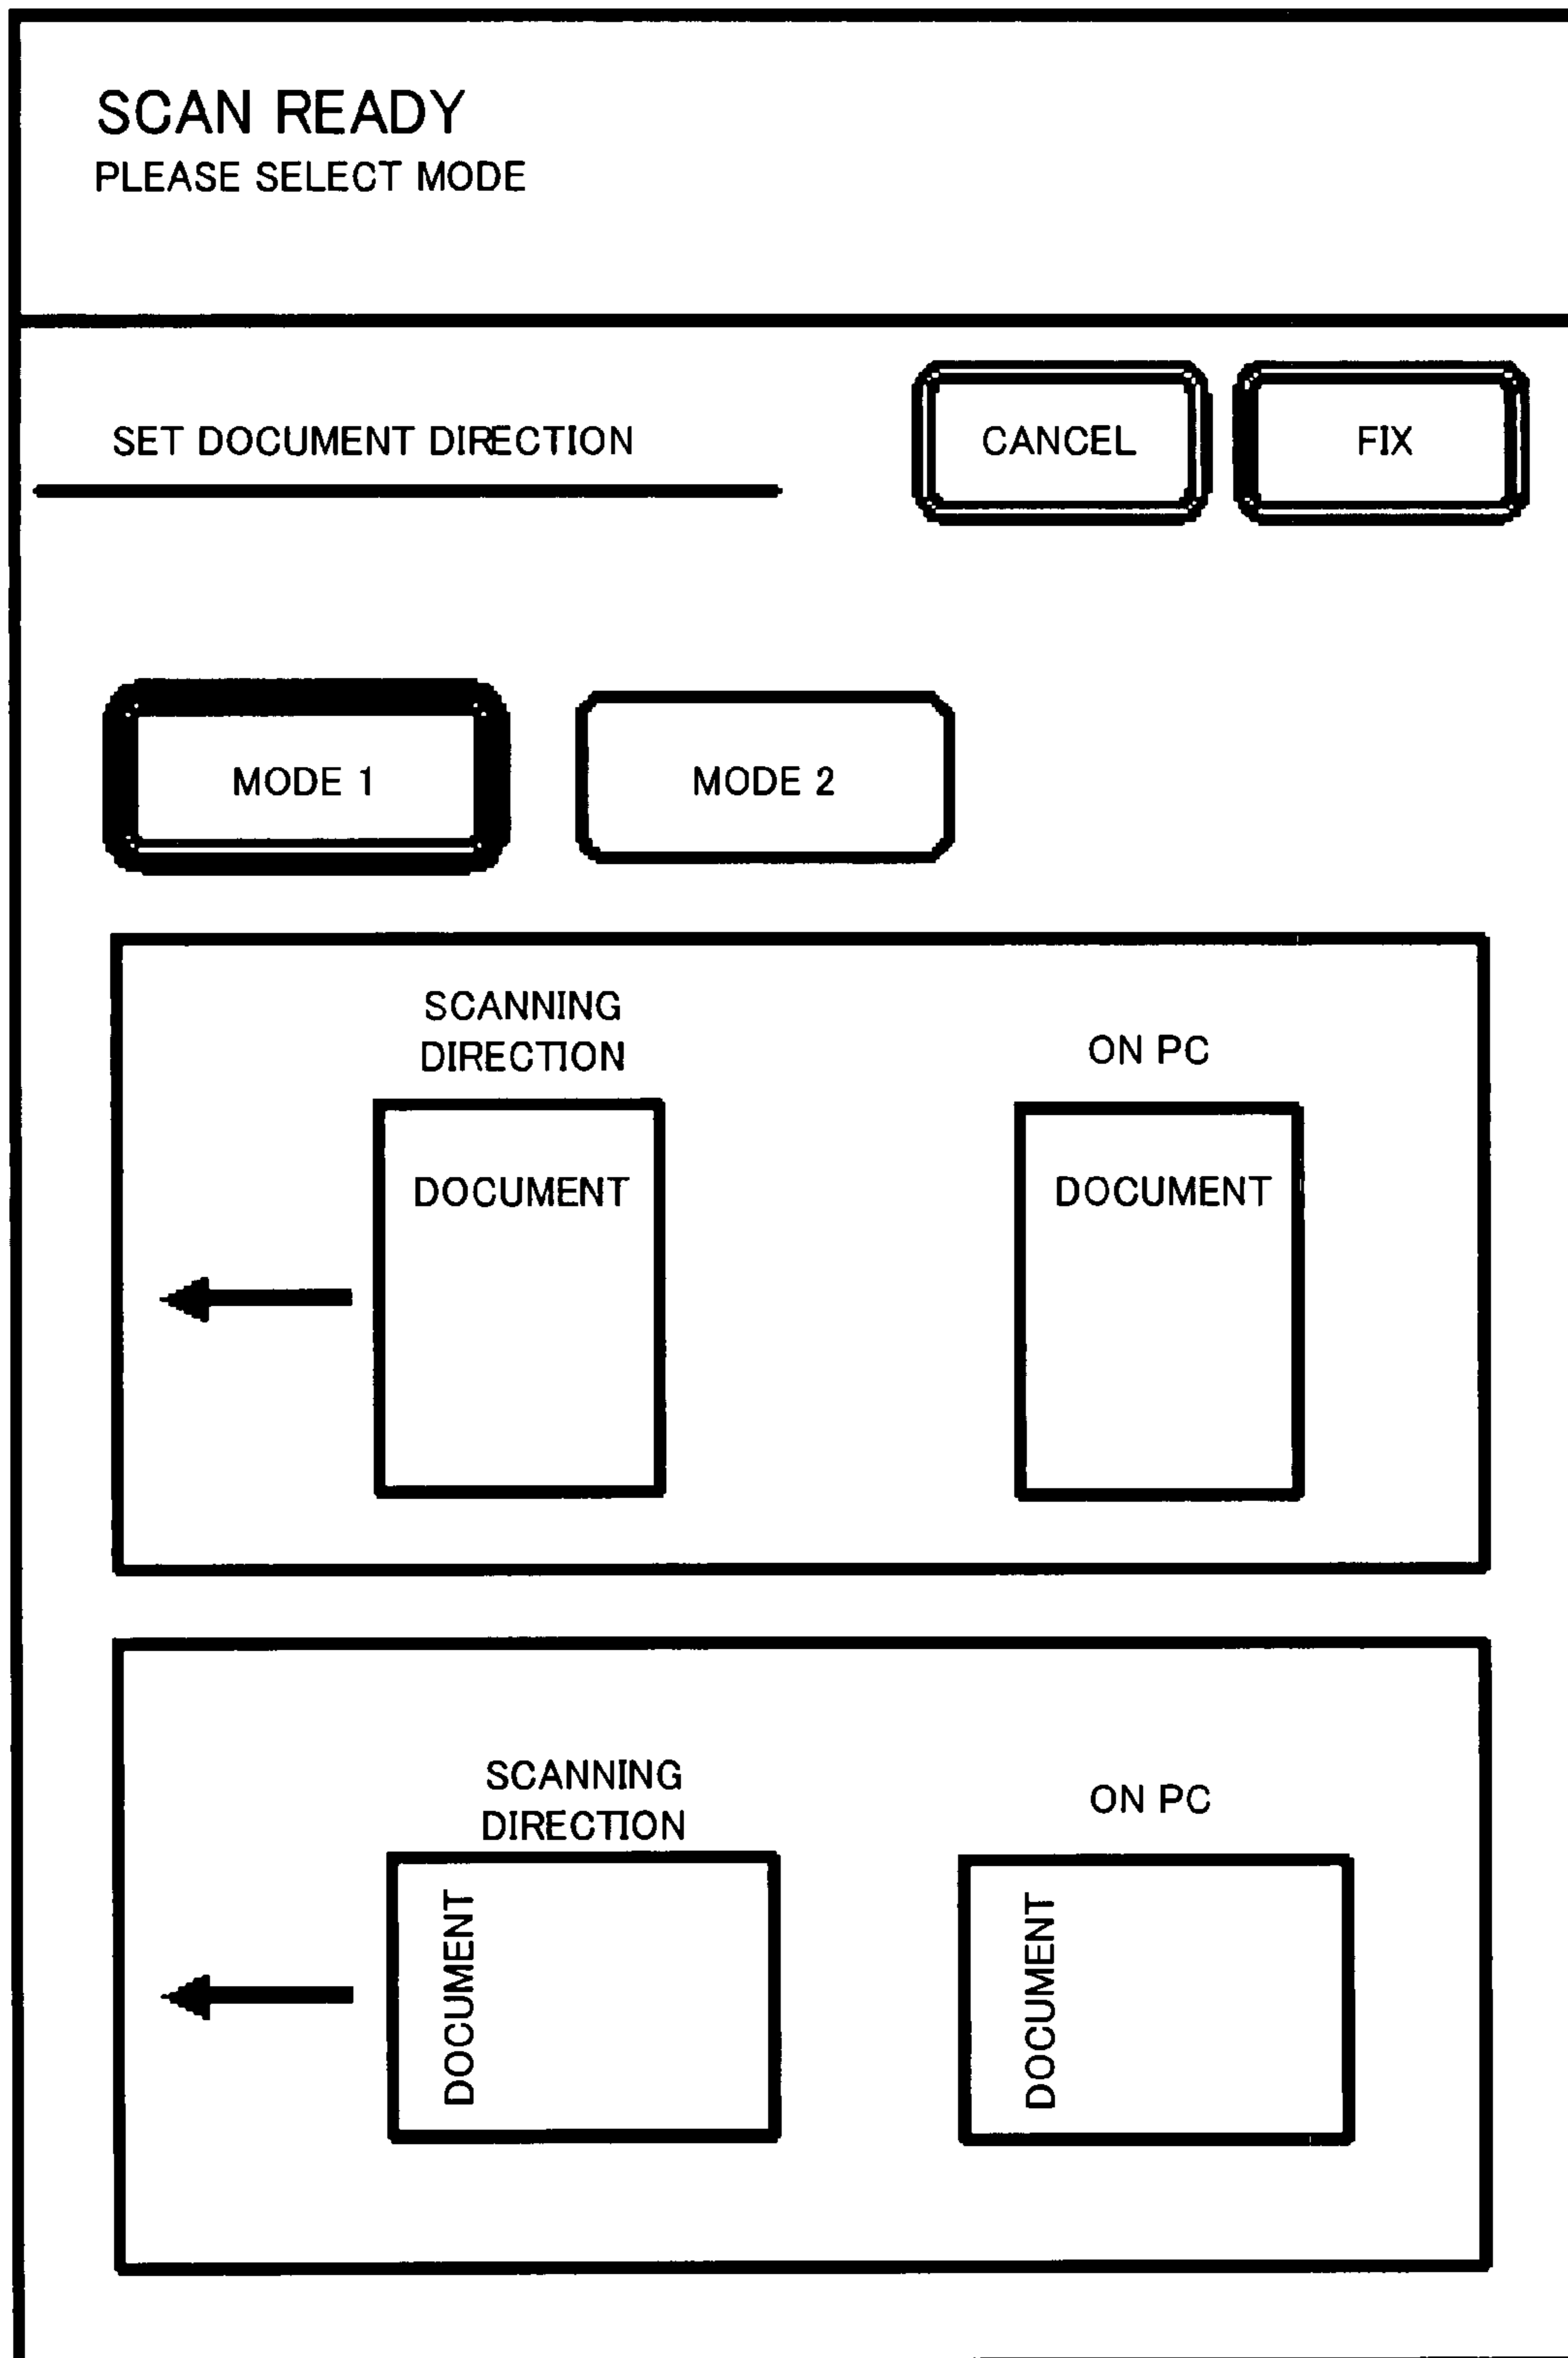 SCAN READY
PLEASE SELECT MODE
SET DOCUMENT DIRECTION
CANCEL
FIX
MODE 1
MODE 2
SCANNING
DIRECTION
ON PC
DOCUMENT
DOCUMENT
SCANNING
DIRECTION
ON PC
DOCUMENT
DOCUMENT